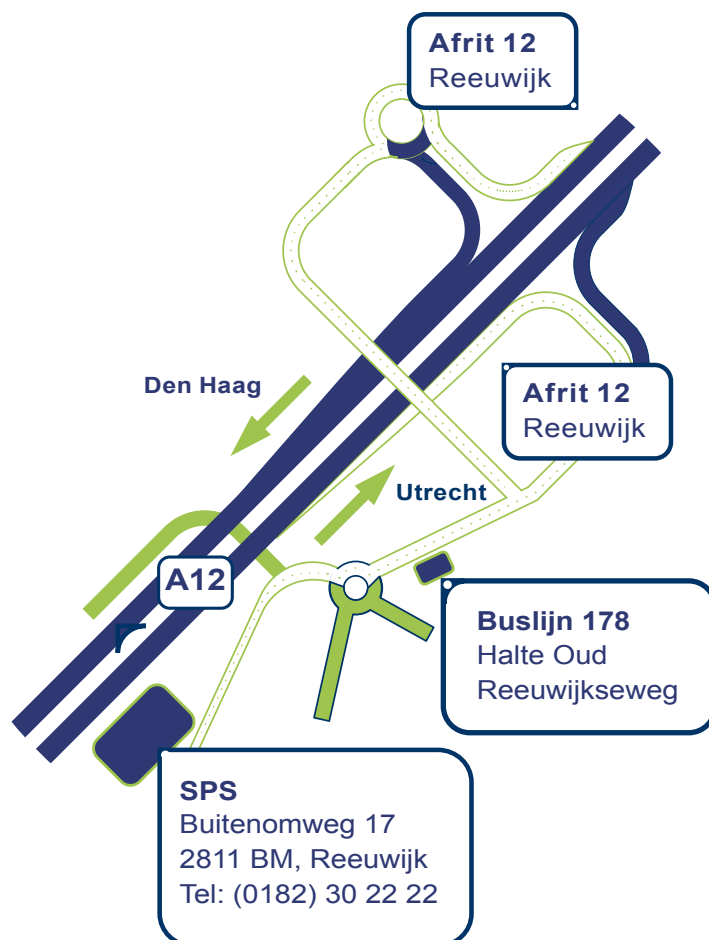 Afrit 12
Reeuwijk
Den Haag
Afrit 12
Reeuwijk
Utrecht
A12
Buslijn 178
Halte Oud
Reeuwijkseweg
SPS
Buitenomweg 17
2811 BM, Reeuwijk
Tel: (0182) 30 22 22